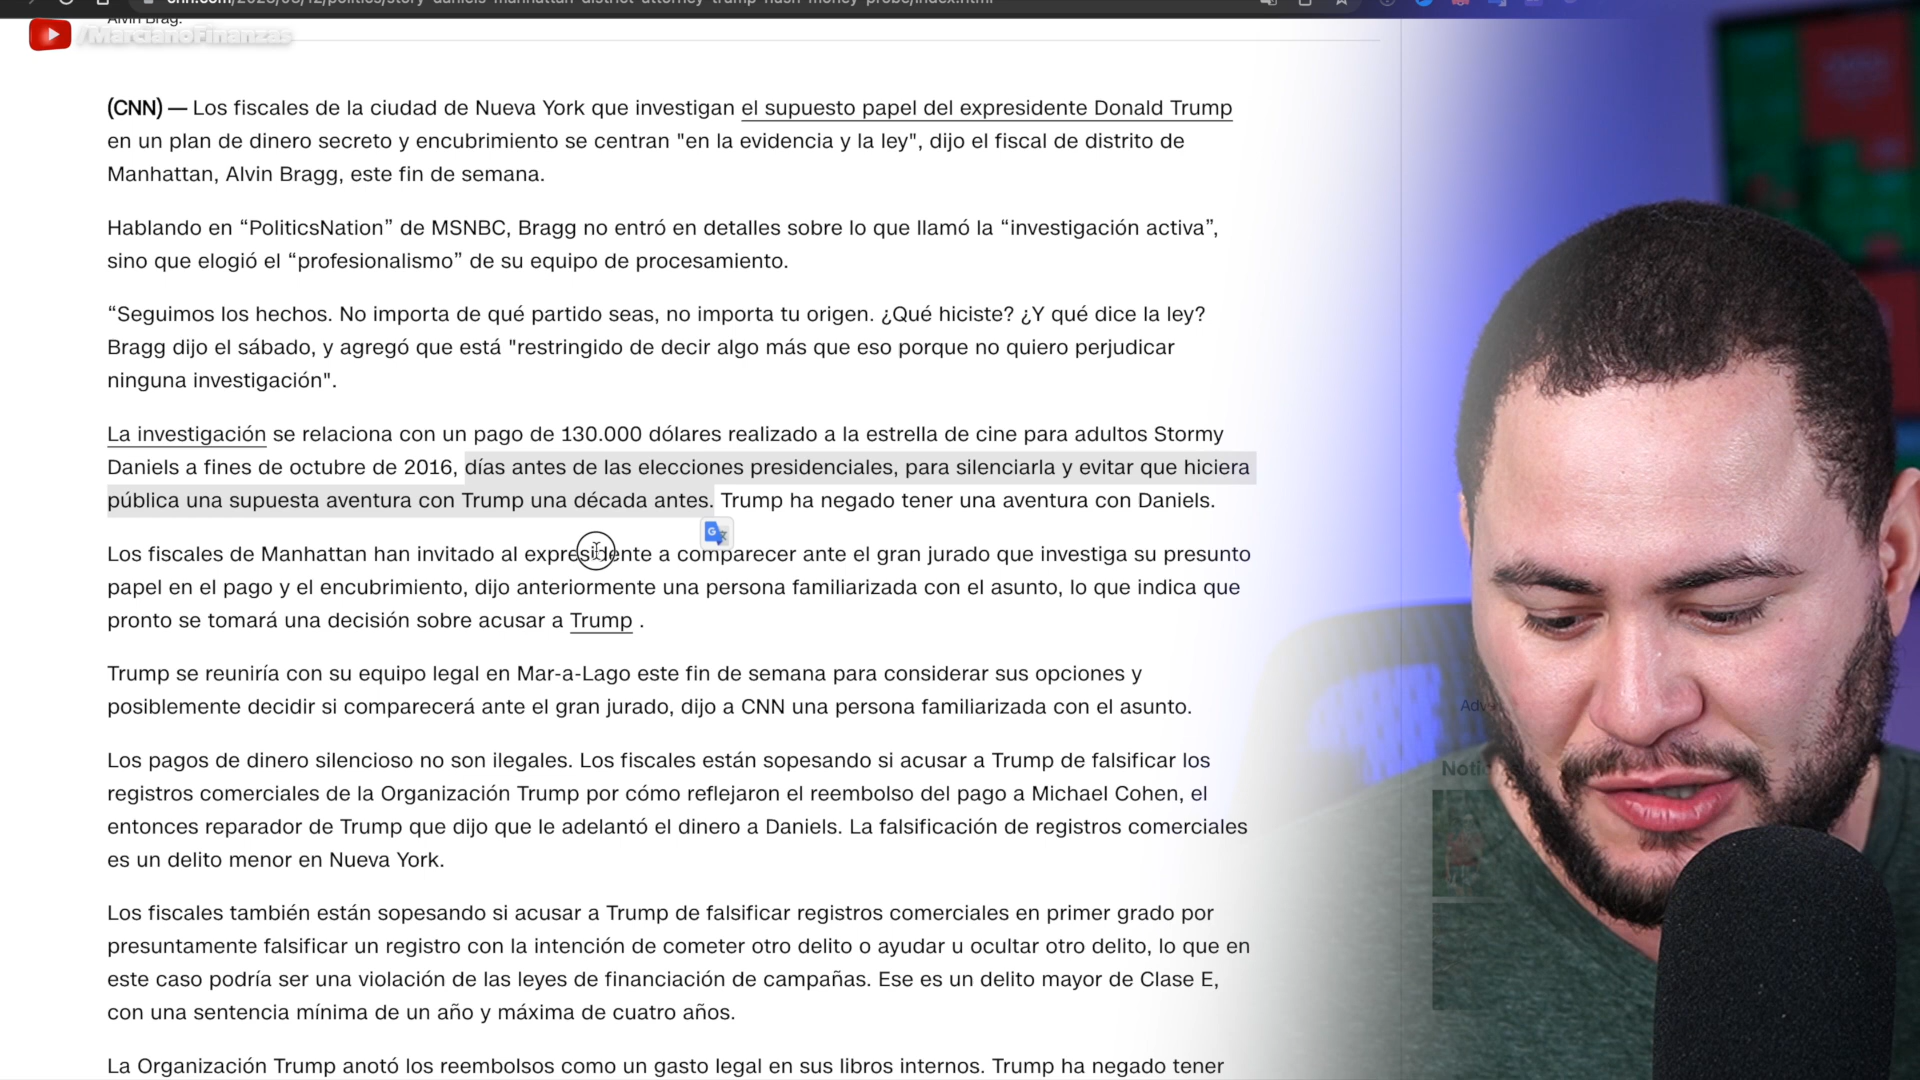 cnn.com/2023/03/12/politics/stormy-daniels-manhattan-district-attorney-trump-hush-money-probe/index.html
Alvin Brag.
/MarcianoFinanzas
(CNN) — Los fiscales de la ciudad de Nueva York que investigan el supuesto papel del expresidente Donald Trump
en un plan de dinero secreto y encubrimiento se centran "en la evidencia y la ley", dijo el fiscal de distrito de
Manhattan, Alvin Bragg, este fin de semana.
Hablando en “PoliticsNation” de MSNBC, Bragg no entró en detalles sobre lo que llamó la “investigación activa”,
sino que elogió el “profesionalismo” de su equipo de procesamiento.
“Seguimos los hechos. No importa de qué partido seas, no importa tu origen. ¿Qué hiciste? ¿Y qué dice la ley?
Bragg dijo el sábado, y agregó que está "restringido de decir algo más que eso porque no quiero perjudicar
ninguna investigación".
La investigación se relaciona con un pago de 130.000 dólares realizado a la estrella de cine para adultos Stormy
Daniels a fines de octubre de 2016, días antes de las elecciones presidenciales, para silenciarla y evitar que hiciera
pública una supuesta aventura con Trump una década antes. Trump ha negado tener una aventura con Daniels.
Los fiscales de Manhattan han invitado al expresidente a comparecer ante el gran jurado que investiga su presunto
papel en el pago y el encubrimiento, dijo anteriormente una persona familiarizada con el asunto, lo que indica que
pronto se tomará una decisión sobre acusar a Trump .
Trump se reuniría con su equipo legal en Mar-a-Lago este fin de semana para considerar sus opciones y
posiblemente decidir si comparecerá ante el gran jurado, dijo a CNN una persona familiarizada con el asunto.
Los pagos de dinero silencioso no son ilegales. Los fiscales están sopesando si acusar a Trump de falsificar los
registros comerciales de la Organización Trump por cómo reflejaron el reembolso del pago a Michael Cohen, el
entonces reparador de Trump que dijo que le adelantó el dinero a Daniels. La falsificación de registros comerciales
es un delito menor en Nueva York.
Los fiscales también están sopesando si acusar a Trump de falsificar registros comerciales en primer grado por
presuntamente falsificar un registro con la intención de cometer otro delito o ayudar u ocultar otro delito, lo que en
este caso podría ser una violación de las leyes de financiación de campañas. Ese es un delito mayor de Clase E,
con una sentencia mínima de un año y máxima de cuatro años.
La Organización Trump anotó los reembolsos como un gasto legal en sus libros internos. Trump ha negado tener